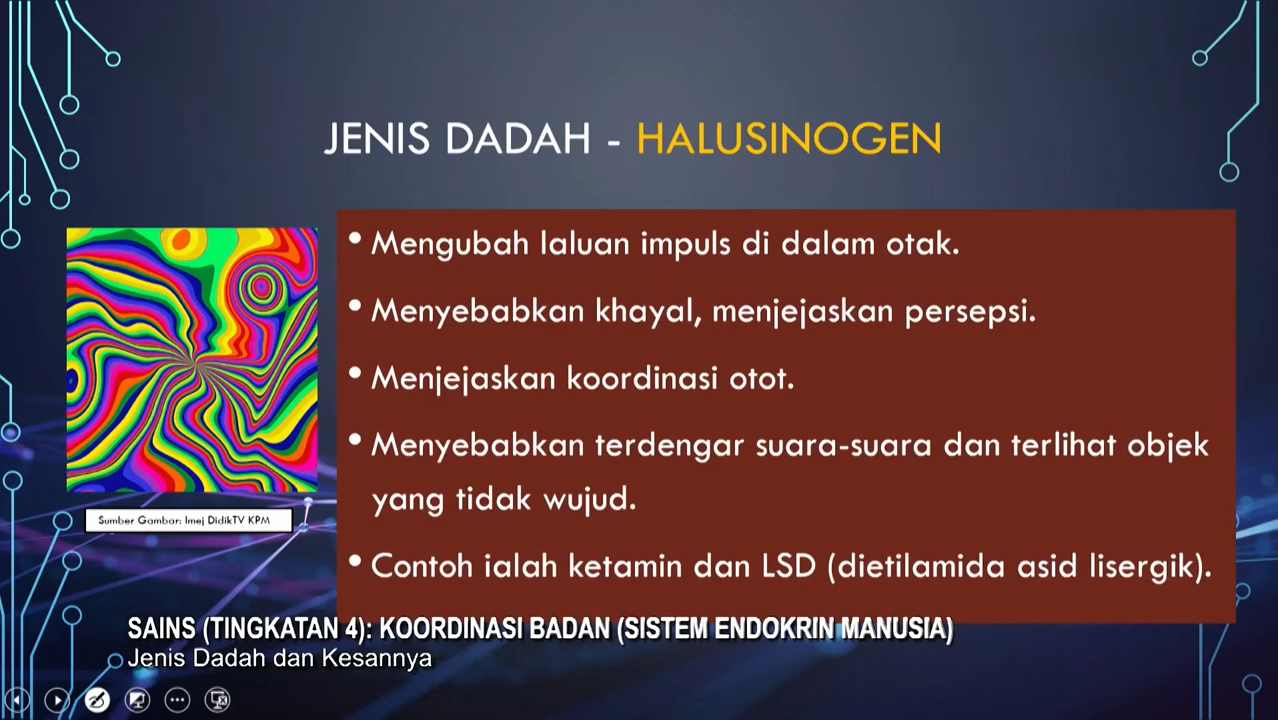 JENIS DADAH - HALUSINOGEN
• Mengubah laluan impuls di dalam otak.
• Menyebabkan khayal, menjejaskan persepsi.
• Menjejaskan koordinasi otot.
• Menyebabkan terdengar suara-suara dan terlihat objek
yang tidak wujud.
• Contoh ialah ketamin dan LSD (dietilamida asid lisergik).
Sumber Gambar: Imej DidikTV KPM
SAINS (TINGKATAN 4): KOORDINASI BADAN (SISTEM ENDOKRIN MANUSIA)
Jenis Dadah dan Kesannya